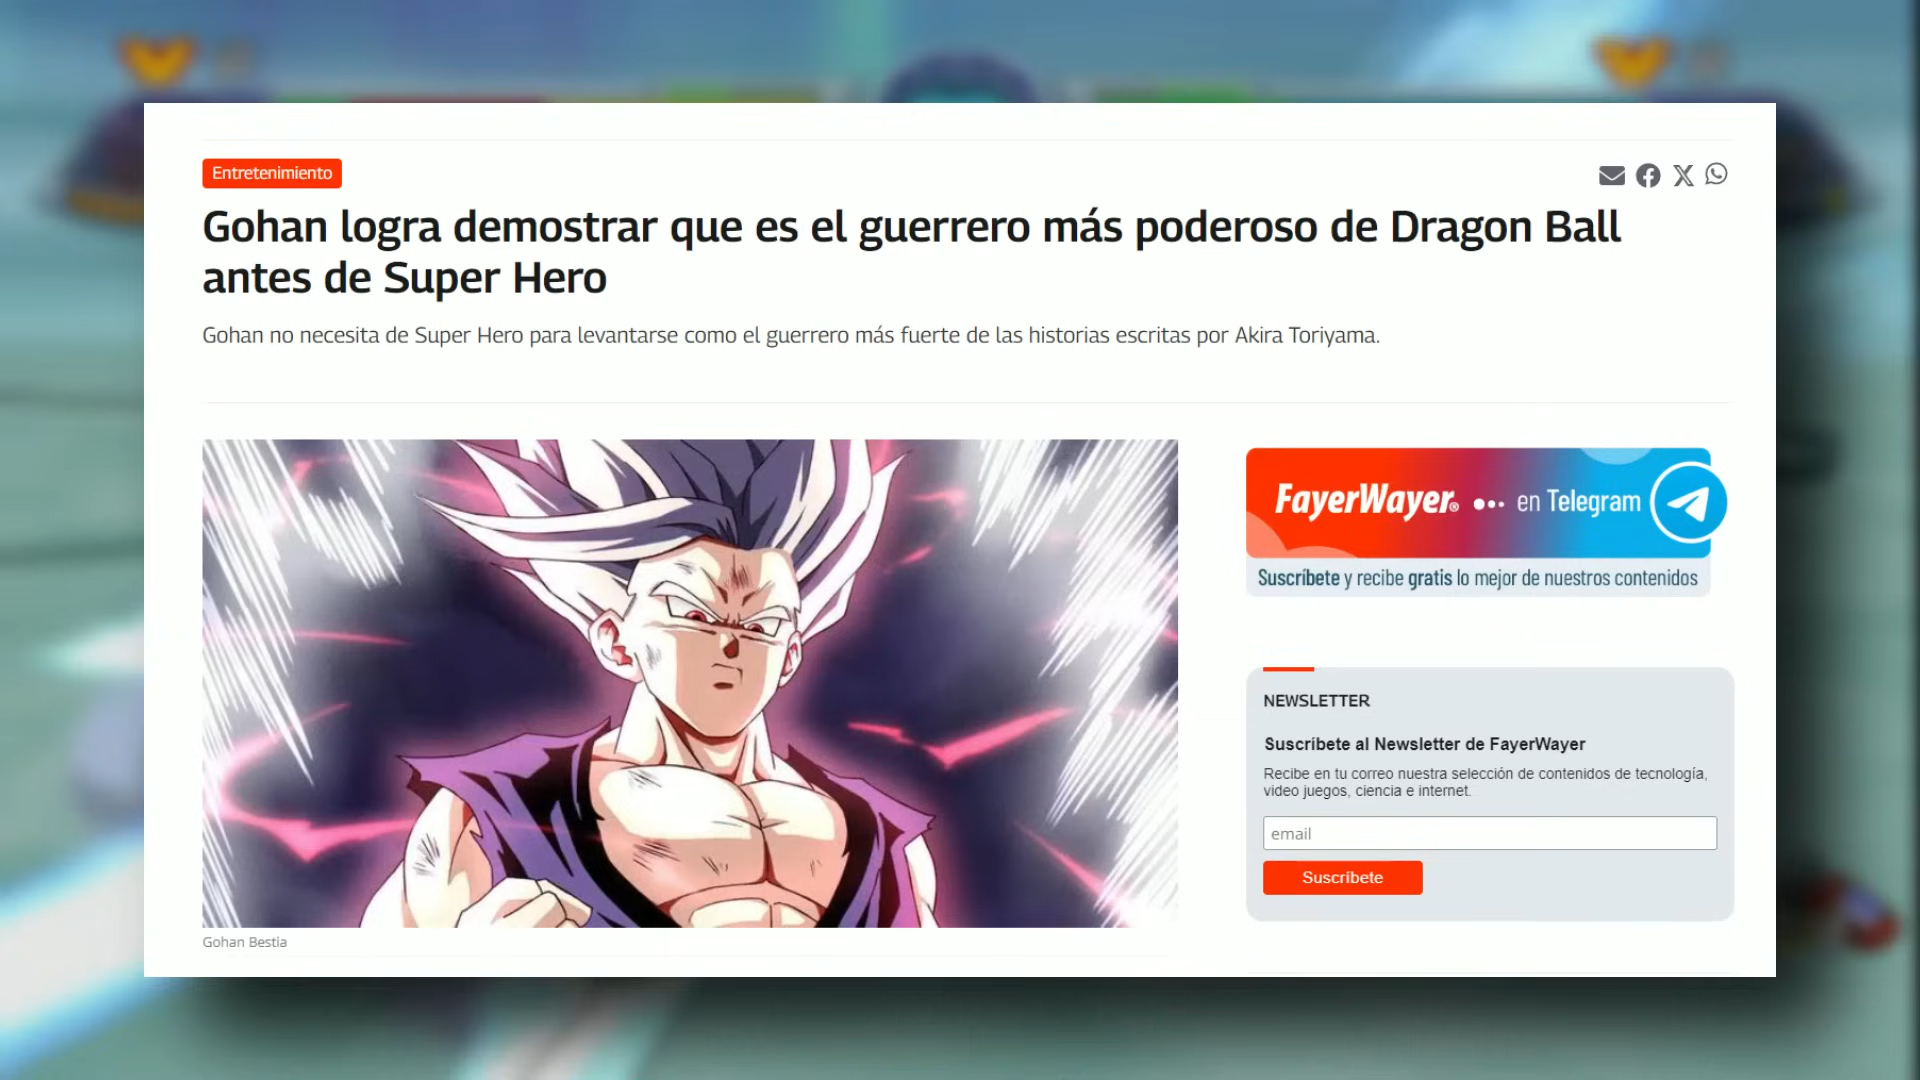 Entretenimiento
Gohan logra demostrar que es el guerrero más poderoso de Dragon Ball
antes de Super Hero
Gohan no necesita de Super Hero para levantarse como el guerrero más fuerte de las historias escritas por Akira Toriyama.
FayerWayer® ••• en Telegram
Suscríbete y recibe gratis lo mejor de nuestros contenidos
NEWSLETTER
Suscríbete al Newsletter de FayerWayer
Recibe en tu correo nuestra selección de contenidos de tecnología,
video juegos, ciencia e internet.
email
Suscríbete
Gohan Bestia